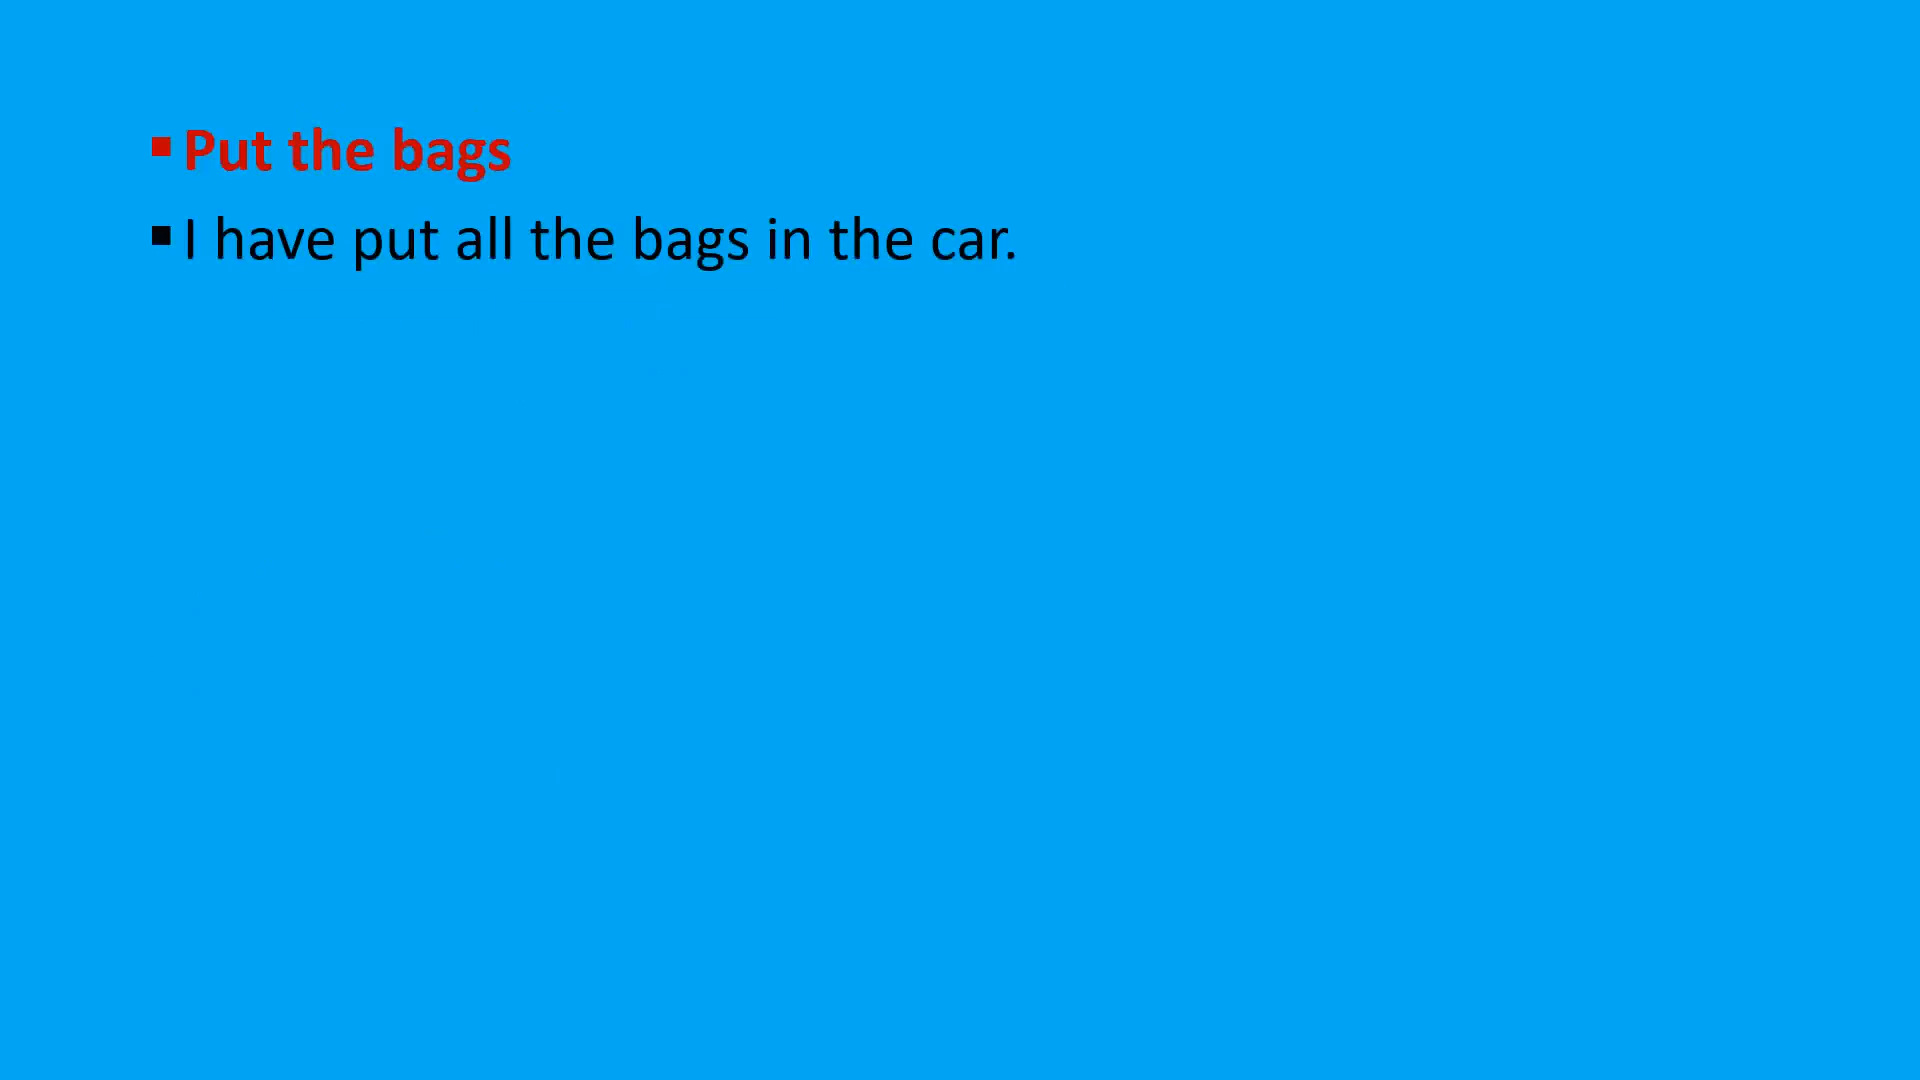 ▪ Put the bags
▪ I have put all the bags in the car.